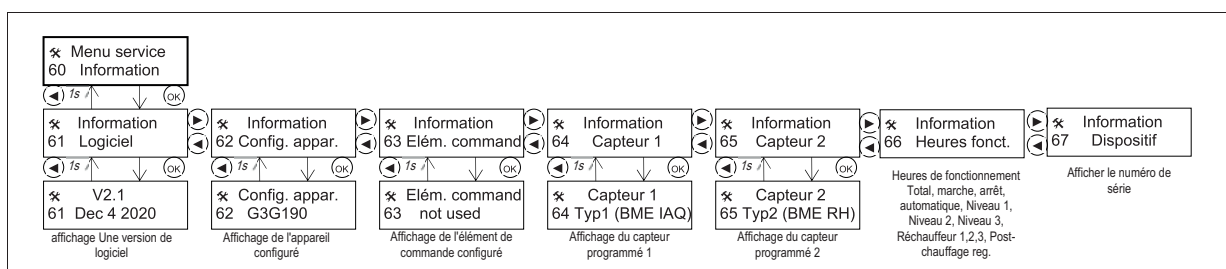 Menu service
60 Information
1s OK
Information
61 Logiciel
Information
62 Config. appar.
Information
63 Elém. command
Information
64 Capteur 1
Information
65 Capteur 2
Information
66 Heures fonct.
Information
67 Dispositif
1s OK
1s OK
1s OK
1s OK
1s OK
V2.1
61 Dec 4 2020
Config. appar.
62 G3G190
Elém. command
63 not used
Capteur 1
64 Typ1 (BME IAQ)
Capteur 2
65 Typ2 (BME RH)
affichage Une version de
logiciel
Affichage de l'appareil
configuré
Affichage de l'élément de
commande configuré
Affichage du capteur
programmé 1
Affichage du capteur
programmé 2
Heures de fonctionnement
Total, marche, arrêt,
automatique, Niveau 1,
Niveau 2, Niveau 3,
Réchauffeur 1,2,3, Post-
chauffage reg.
Afficher le numéro de
série